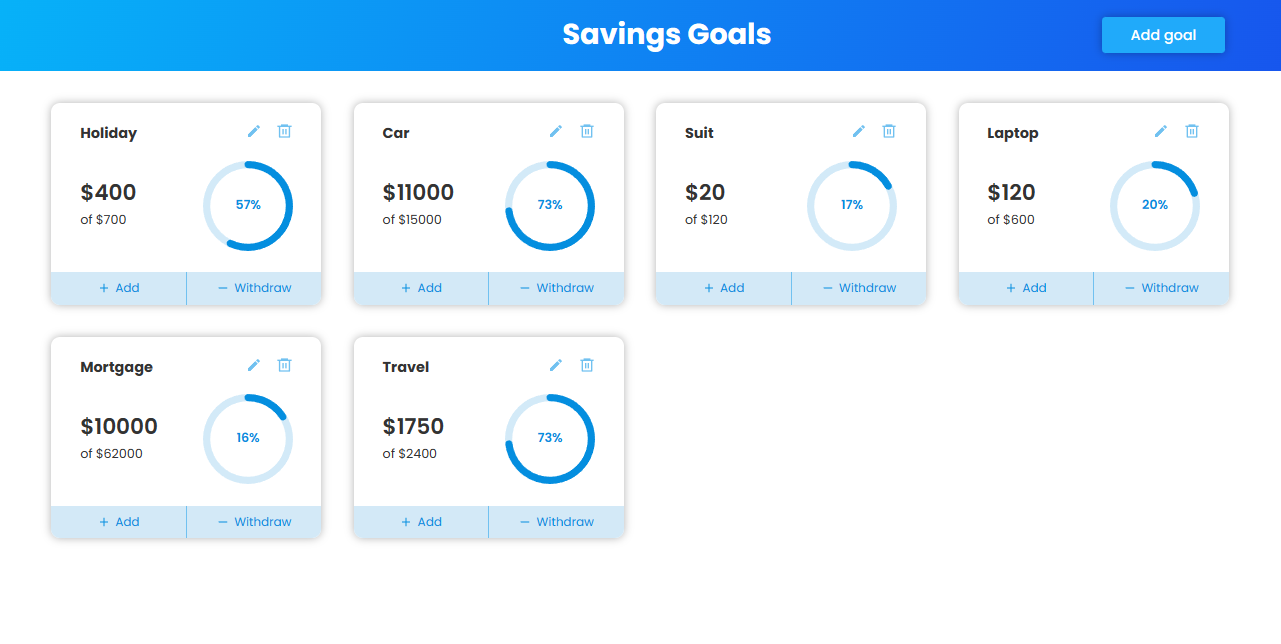 Savings Goals
Add goal
Holiday
$400
of $700
57%
+ Add
− Withdraw
Car
$11000
of $15000
73%
+ Add
− Withdraw
Suit
$20
of $120
17%
+ Add
− Withdraw
Laptop
$120
of $600
20%
+ Add
− Withdraw
Mortgage
$10000
of $62000
16%
+ Add
− Withdraw
Travel
$1750
of $2400
73%
+ Add
− Withdraw